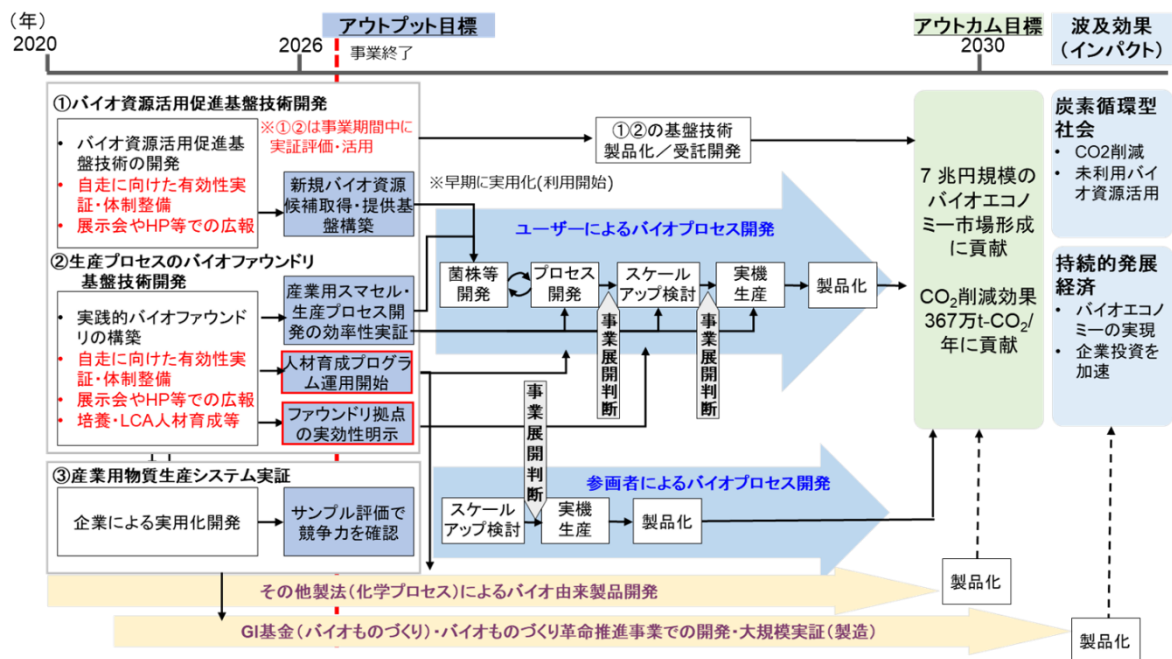 （年）
2020
2026
アウトプット目標
事業終了
アウトカム目標
2030
波及効果
（インパクト）
①バイオ資源活用促進基盤技術開発
• バイオ資源活用促進基
盤技術の開発
• 自走に向けた有効性実
証・体制整備
• 展示会やHP等での広報
※①②は事業期間中に
実証評価・活用
新規バイオ資源
候補取得・提供基
盤構築
②生産プロセスのバイオファウンドリ
基盤技術開発
• 実践的バイオファウン
ドリの構築
• 自走に向けた有効性実
証・体制整備
• 展示会やHP等での広報
• 培養・LCA人材育成等
産業用スマセル・
生産プロセス開
発の効率性実証
人材育成プログラ
ム運用開始
ファウンドリ拠点
の実効性明示
③産業用物質生産システム実証
企業による実用化開発
サンプル評価で
競争力を確認
①②の基盤技術
製品化／受託開発
※早期に実用化(利用開始)
ユーザーによるバイオプロセス開発
菌株等
開発
プロセス
開発
スケール
アップ検討
実機
生産
製品化
事業展開判断
事業展開判断
事業展開判断
参画者によるバイオプロセス開発
スケール
アップ検討
実機
生産
製品化
7 兆円規模の
バイオエコノ
ミー市場形成
に貢献
CO₂削減効果
367万t-CO₂/
年に貢献
炭素循環型
社会
• CO2削減
• 未利用バイ
オ資源活用
持続的発展
経済
• バイオエコノ
ミーの実現
• 企業投資を
加速
その他製法（化学プロセス）によるバイオ由来製品開発
製品化
GI基金（バイオものづくり）・バイオものづくり革命推進事業での開発・大規模実証（製造）
製品化